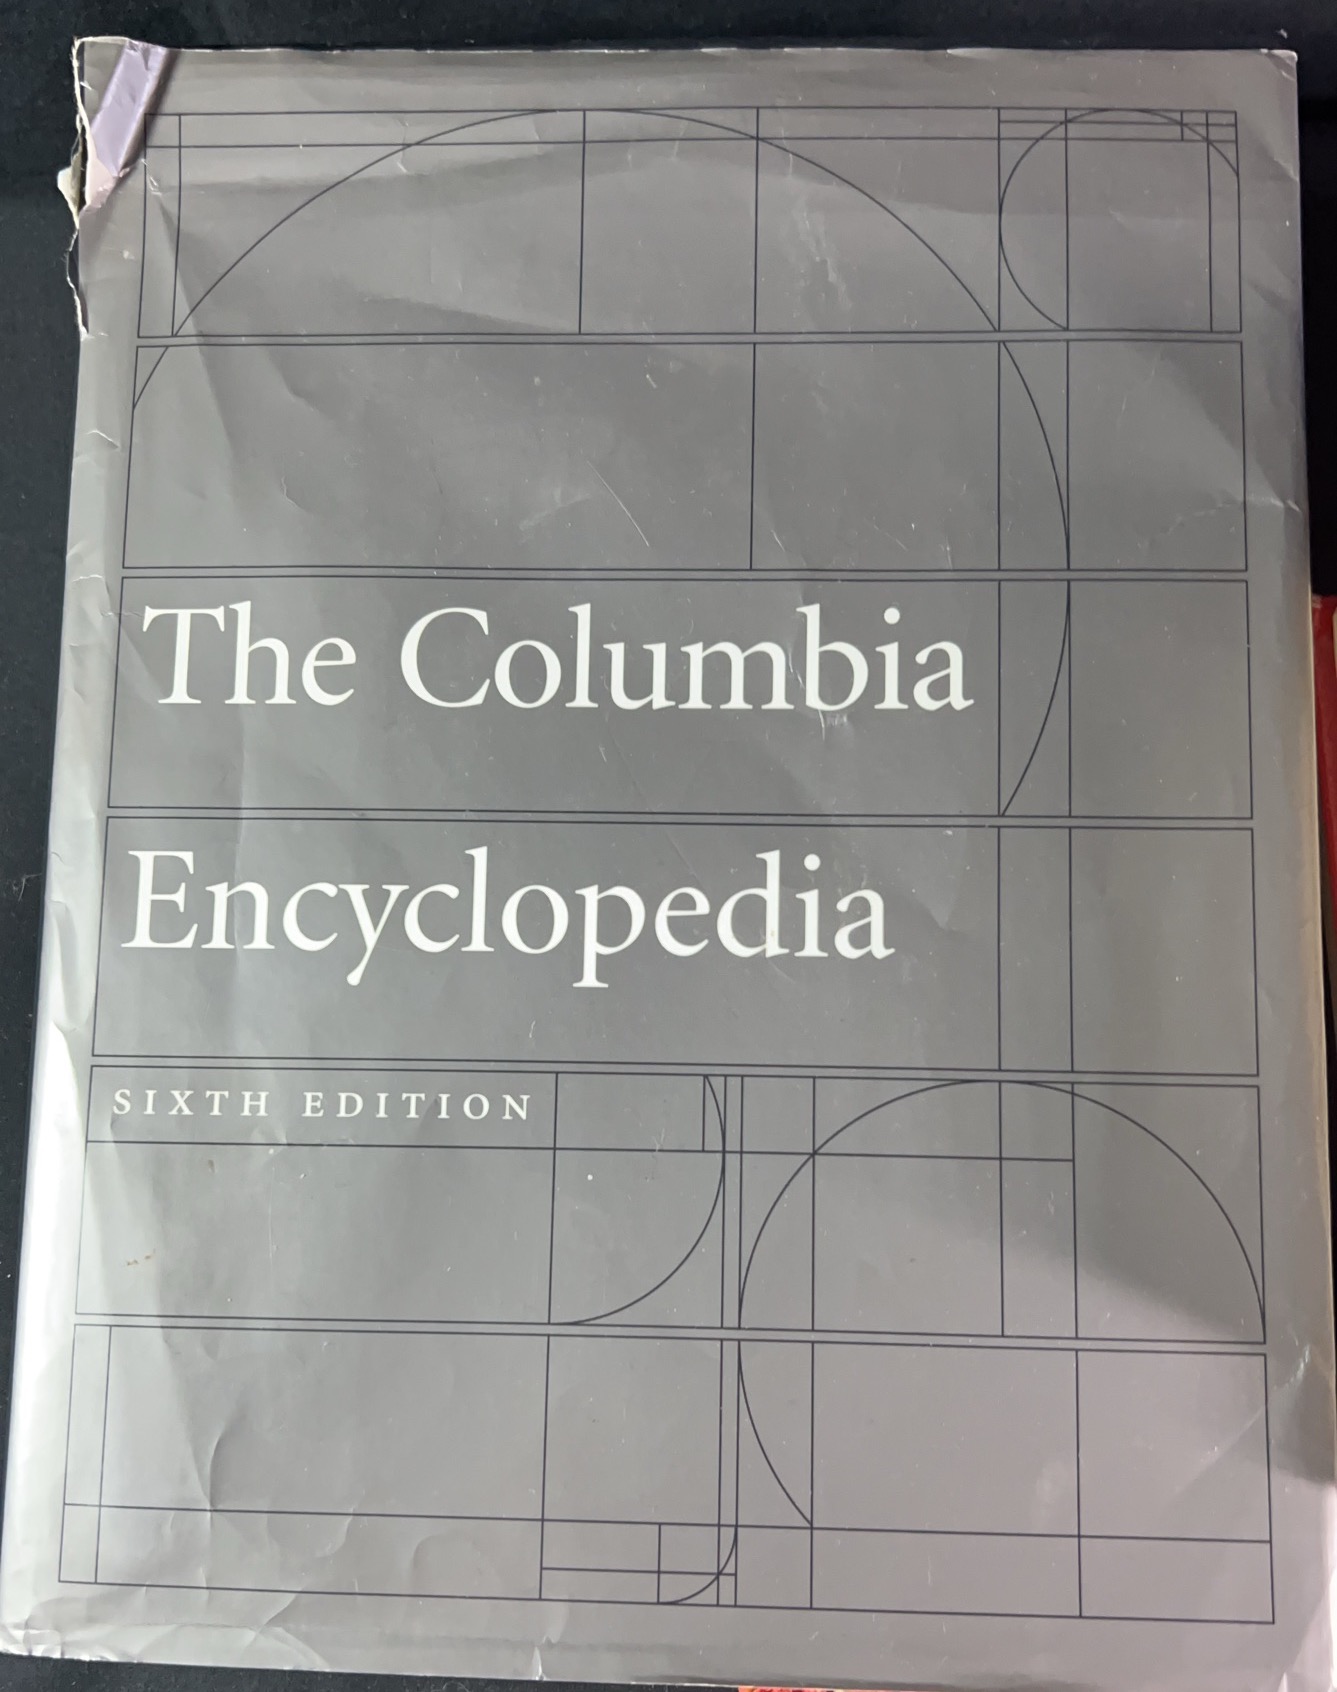 The Columbia
Encyclopedia
SIXTH EDITION